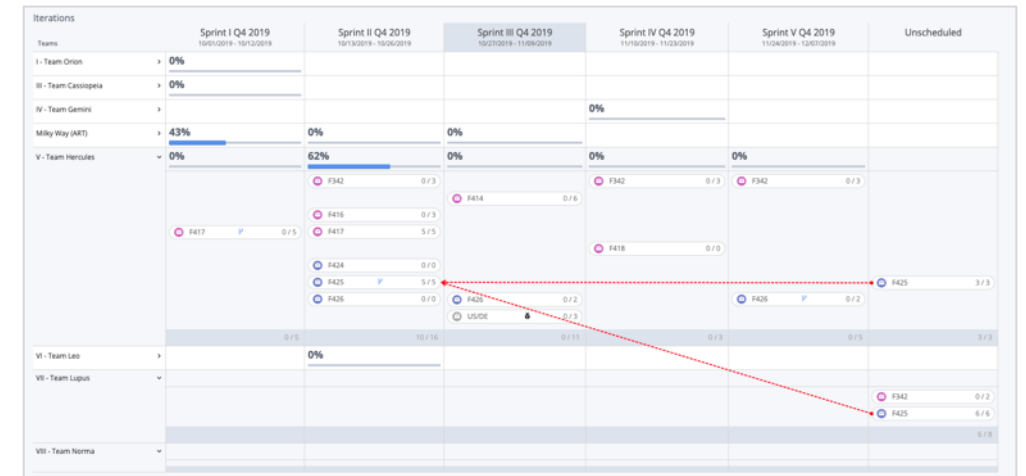 Iterations
Teams Sprint I Q4 2019 Sprint II Q4 2019 Sprint III Q4 2019 Sprint IV Q4 2019 Sprint V Q4 2019 Unscheduled
10/01/2019 - 10/12/2019 10/13/2019 - 10/26/2019 10/27/2019 - 11/09/2019 11/10/2019 - 11/23/2019 11/24/2019 - 12/07/2019
I - Team Orion 0%
III - Team Cassiopeia 0%
IV - Team Gemini 0%
Milky Way (ART) 43% 0% 0%
V - Team Hercules 0% 62% 0% 0% 0%
F342 0/3 F342 0/3 F342 0/3
F414 0/6
F416 0/3
F417 0/5 F417 5/5
F418 0/0
F424 0/0
F425 5/5 F425 3/3
F426 0/0 F426 0/2 F426 0/2
US/DE 0/3
0/5 10/16 0/11 0/3 0/5 3/3
VI - Team Leo 0%
VII - Team Lupus
F342 0/2
F425 6/6
6/8
VIII - Team Norma